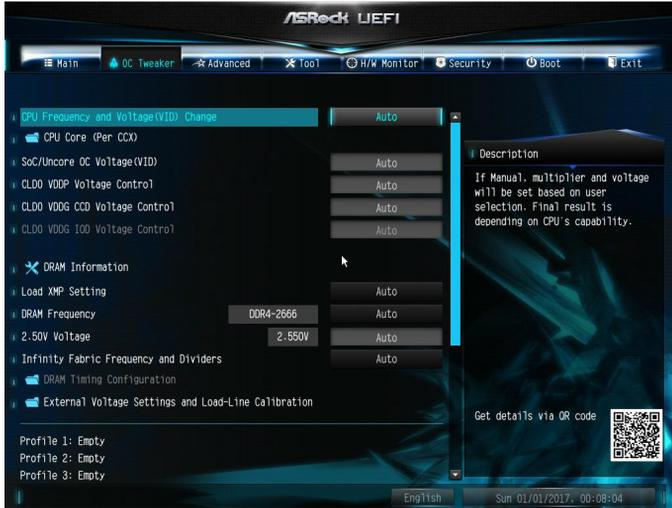 ASRock UEFI
Main OC Tweaker Advanced Tool H/W Monitor Security Boot Exit
CPU Frequency and Voltage(VID) Change Auto
CPU Core (Per CCX)
SoC/Uncore OC Voltage(VID) Auto
CLDO VDDP Voltage Control Auto
CLDO VDDG CCD Voltage Control Auto
CLDO VDDG IOD Voltage Control Auto
DRAM Information
Load XMP Setting Auto
DRAM Frequency DDR4-2666 Auto
2.50V Voltage 2.550V Auto
Infinity Fabric Frequency and Dividers Auto
DRAM Timing Configuration
External Voltage Settings and Load-Line Calibration
Profile 1: Empty
Profile 2: Empty
Profile 3: Empty
Description
If Manual, multiplier and voltage
will be set based on user
selection. Final result is
depending on CPU's capability.
Get details via QR code
English
Sun 01/01/2017, 00:08:04